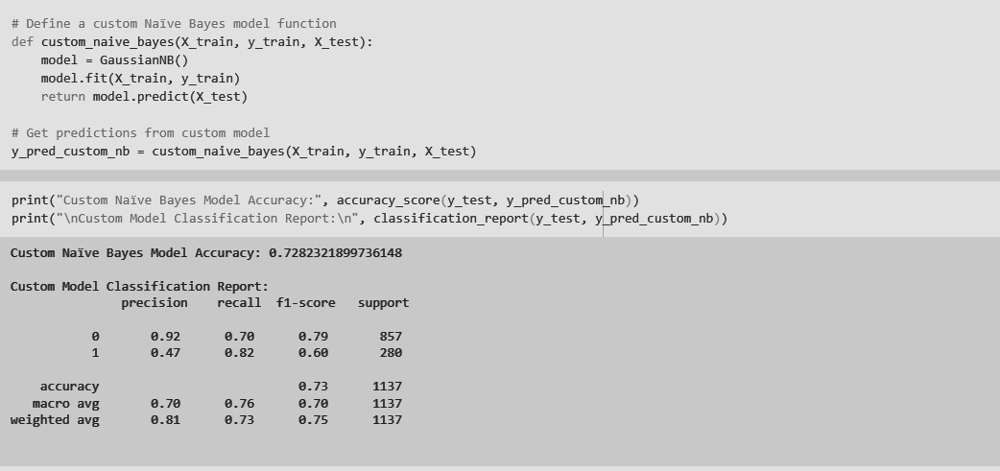 # Define a custom Naïve Bayes model function
def custom_naive_bayes(X_train, y_train, X_test):
    model = GaussianNB()
    model.fit(X_train, y_train)
    return model.predict(X_test)

# Get predictions from custom model
y_pred_custom_nb = custom_naive_bayes(X_train, y_train, X_test)

print("Custom Naïve Bayes Model Accuracy:", accuracy_score(y_test, y_pred_custom_nb))
print("\nCustom Model Classification Report:\n", classification_report(y_test, y_pred_custom_nb))

Custom Naïve Bayes Model Accuracy: 0.7282321899736148

Custom Model Classification Report:
               precision    recall  f1-score   support

           0       0.92      0.70      0.79       857
           1       0.47      0.82      0.60       280

    accuracy                           0.73      1137
   macro avg       0.70      0.76      0.70      1137
weighted avg       0.81      0.73      0.75      1137